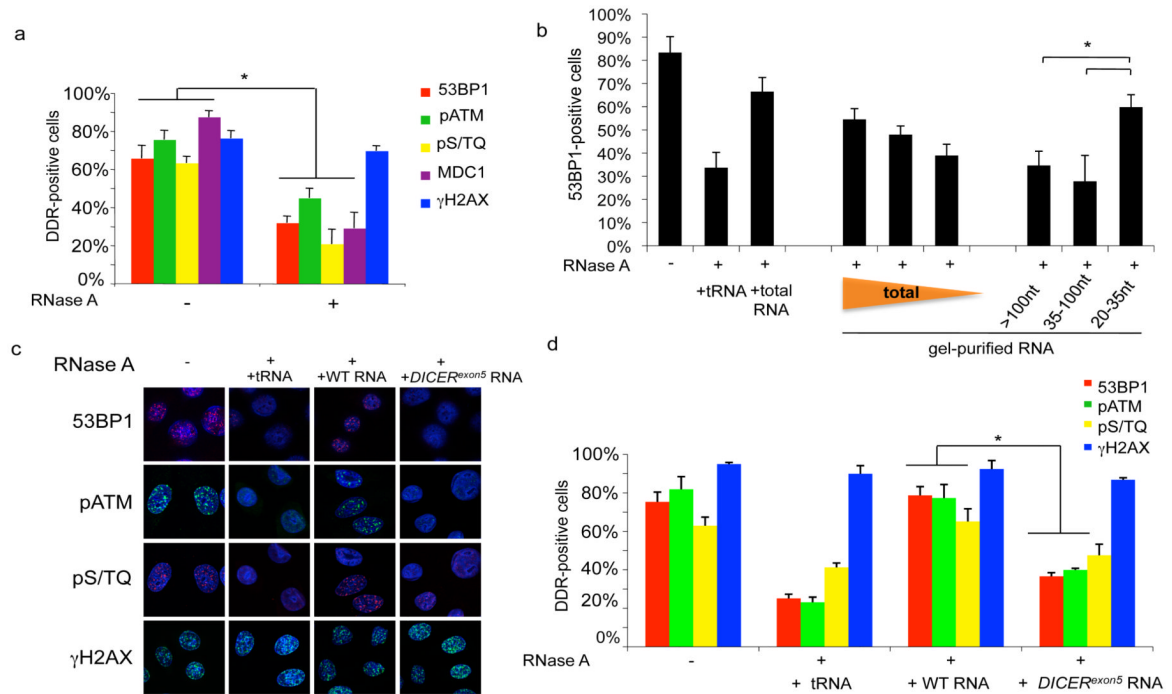 a
*
100%
80%
60%
40%
20%
0%
DDR-positive cells
RNase A
-
+
53BP1
pATM
pS/TQ
MDC1
γH2AX
b
*
90%
80%
70%
60%
50%
40%
30%
20%
10%
0%
53BP1-positive cells
RNase A - + + + + + + + +
+tRNA +total RNA
total
>100nt
35-100nt
20-35nt
gel-purified RNA
c
RNase A - + + +
+tRNA +WT RNA +DICERexon5 RNA
53BP1
pATM
pS/TQ
γH2AX
d
53BP1
pATM
pS/TQ
γH2AX
*
100%
80%
60%
40%
20%
0%
DDR-positive cells
RNase A - + + +
+ tRNA + WT RNA + DICERexon5 RNA